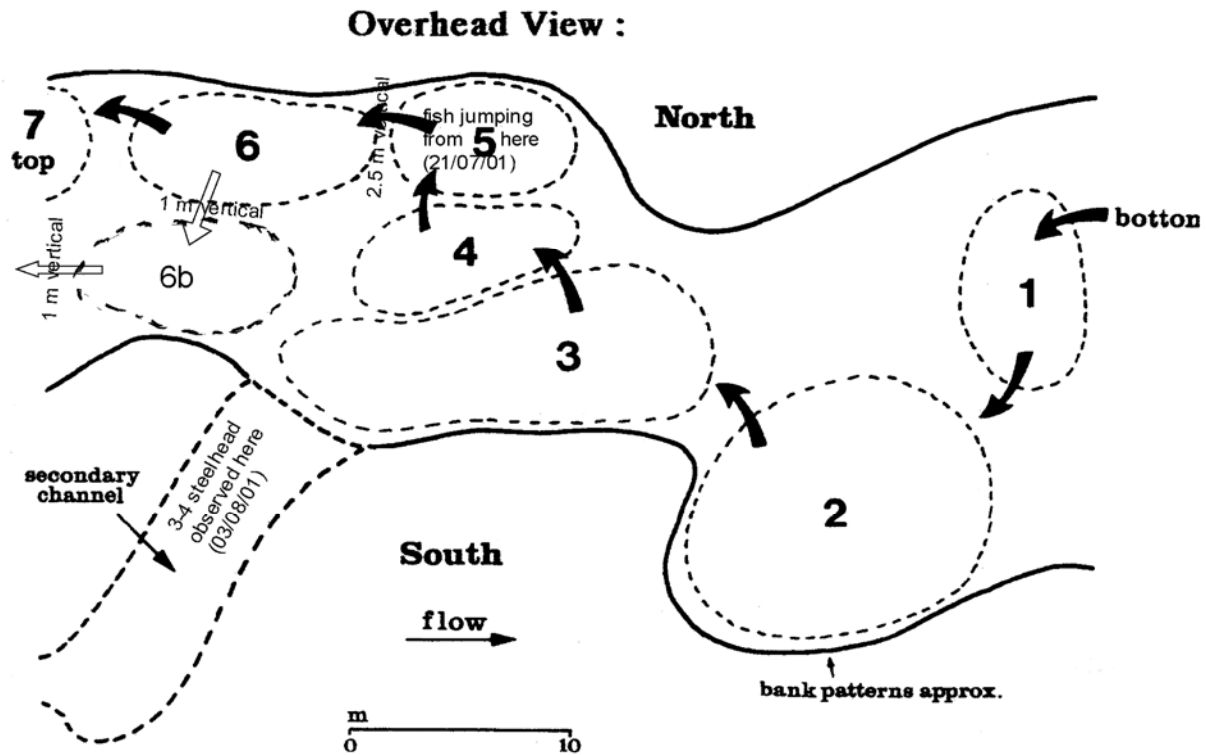 Overhead View :
North
7
top
6
fish jumping
from 5 here
(21/07/01)
2.5 m vertical
1 m vertical
1 m vertical
6b
4
3
1
botton
2
secondary
channel
3-4 steelhead
observed here
(03/08/01)
South
flow
bank patterns approx.
m
0 10